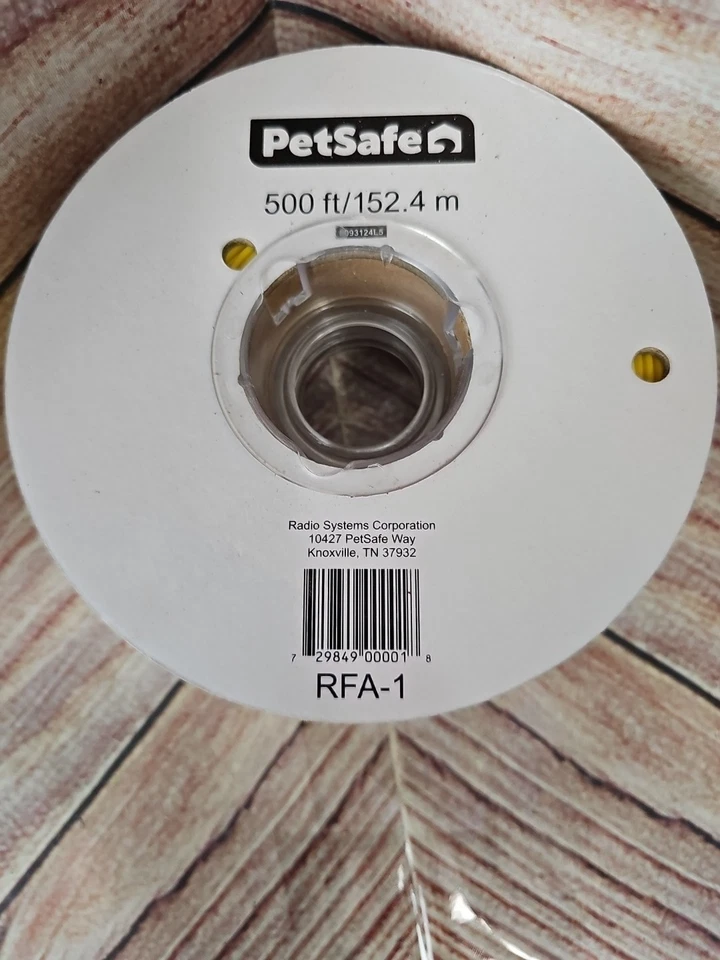 PetSafe
500 ft/152.4 m
Radio Systems Corporation
10427 PetSafe Way
Knoxville, TN 37932
7 29849 00001 8
RFA-1